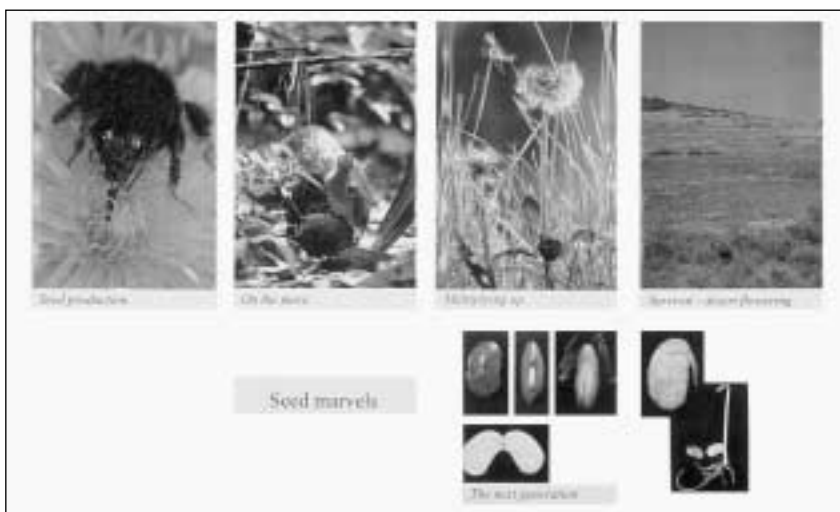 Seed production
On the move
Multiplying up
Survival – desert flowering
Seed marvels
The next generation